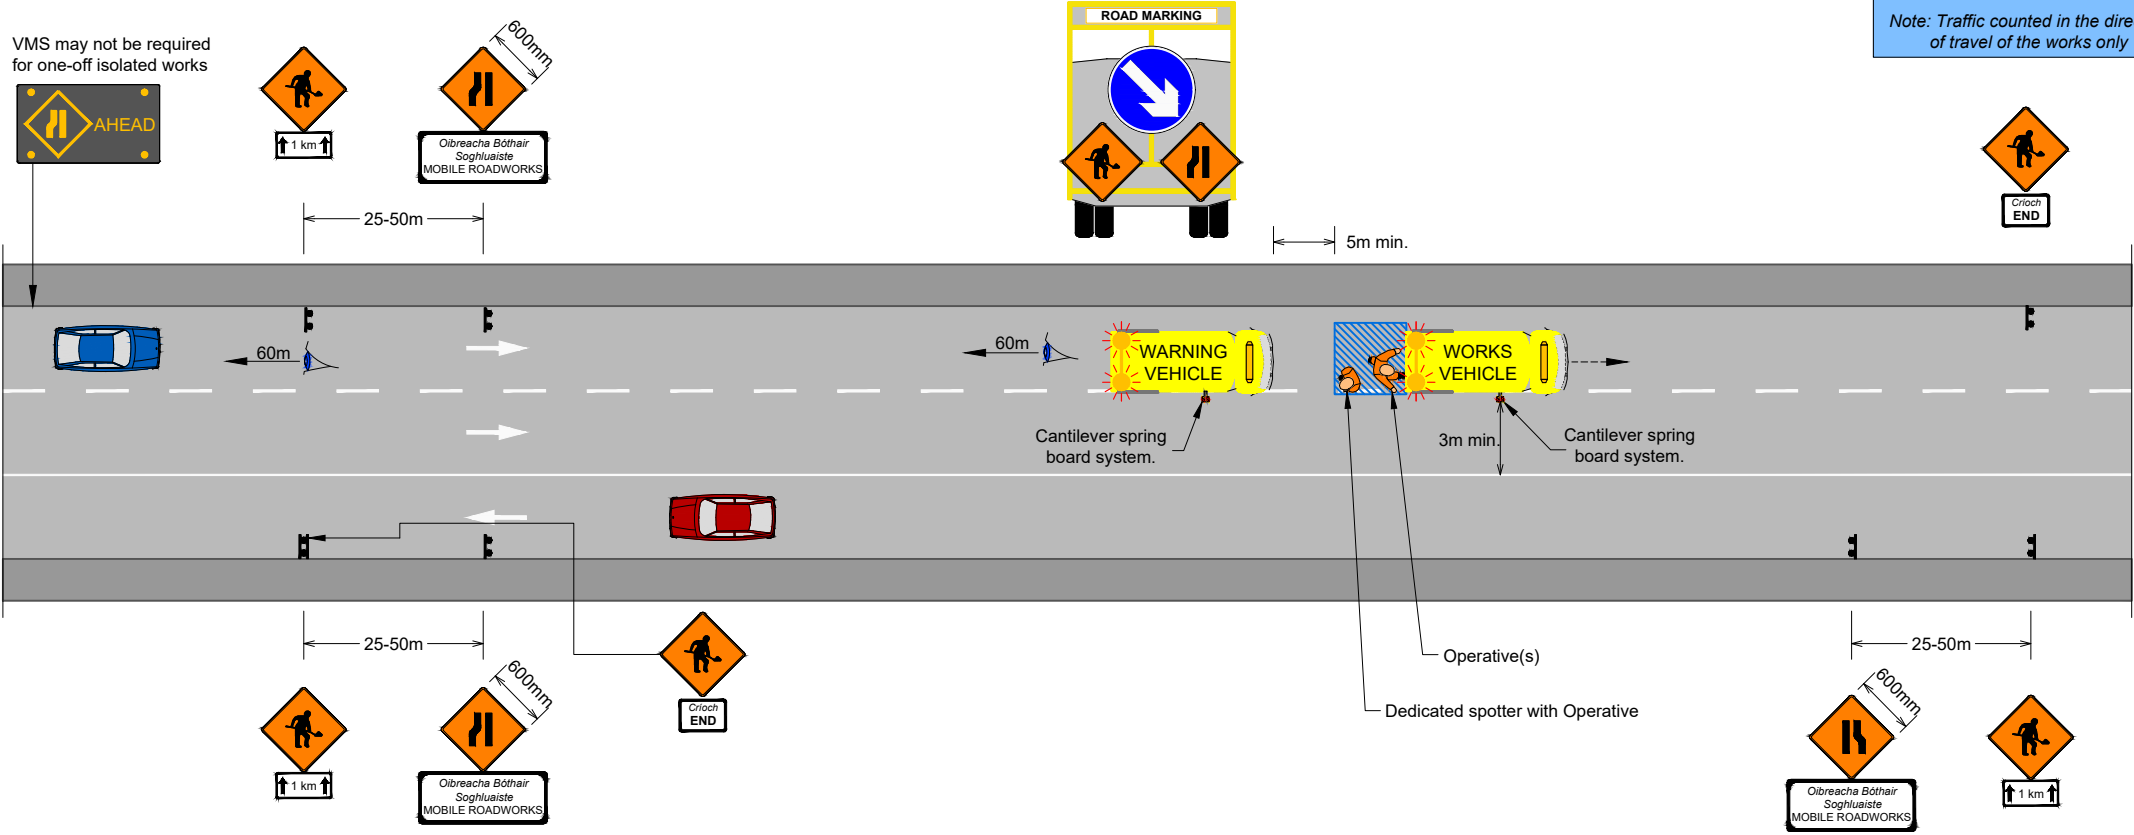 ROAD MARKING
Note: Traffic counted in the dire
of travel of the works only
VMS may not be required
for one-off isolated works
AHEAD
1 km
600mm
Oibreacha Bóthair
Soghluaiste
MOBILE ROADWORKS
Críoch
END
25-50m
5m min.
60m
60m
WARNING
VEHICLE
WORKS
VEHICLE
Cantilever spring
board system.
3m min.
Cantilever spring
board system.
25-50m
Operative(s)
25-50m
600mm
Críoch
END
Dedicated spotter with Operative
600mm
1 km
Oibreacha Bóthair
Soghluaiste
MOBILE ROADWORKS
Oibreacha Bóthair
Soghluaiste
MOBILE ROADWORKS
1 km